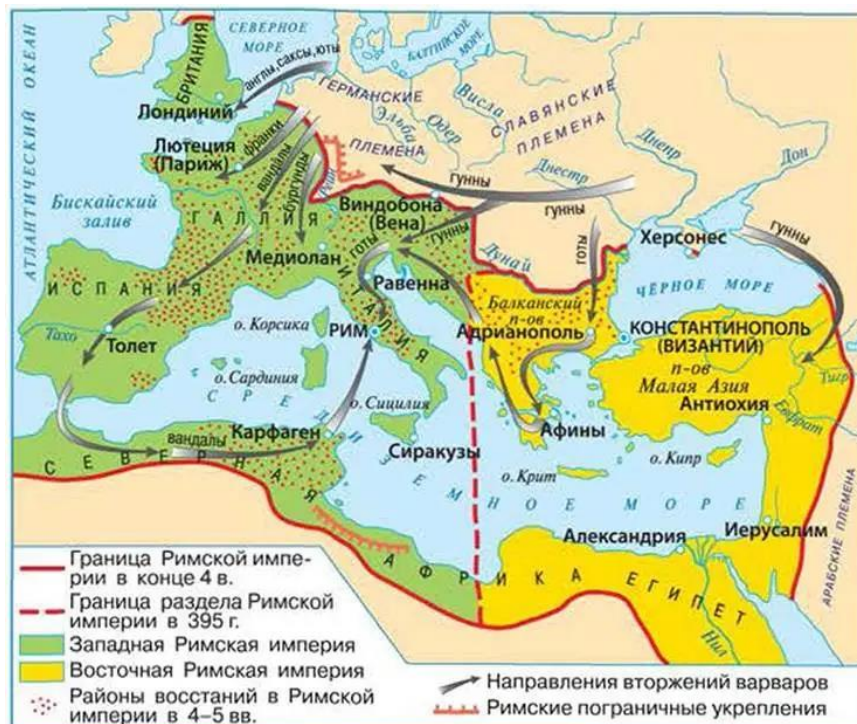 АТЛАНТИЧЕСКИЙ ОКЕАН
СЕВЕРНОЕ
МОРЕ
БАЛТИЙСКОЕ
МОРЕ
БРИТАНИЯ
англы, саксы, юты
Лондиний
ГЕРМАНСКИЕ
ПЛЕМЕНА
Эльба
Одер
Висла
СЛАВЯНСКИЕ
ПЛЕМЕНА
Днепр
Дон
Днестр
Лютеция
(Париж)
франки
вандалы
бургунды
Рейн
гунны
гунны
гунны
гунны
Бискайский
залив
ГАЛЛИЯ
Виндобона
(Вена)
готы
готы
Дунай
Херсонес
Медиолан
ЧЁРНОЕ МОРЕ
ИСПАНИЯ
ИТАЛИЯ
Равенна
Балканский
п-ов
Тахо
Толет
о. Корсика
РИМ
Адрианополь
КОНСТАНТИНОПОЛЬ
(ВИЗАНТИЙ)
п-ов
Малая Азия
Тигр
Евфрат
о. Сардиния
Антиохия
СРЕДИЗЕМНОЕ МОРЕ
о. Сицилия
вандалы
Карфаген
Сиракузы
Афины
о. Крит
о. Кипр
СЕВЕРНАЯ АФРИКА
Александрия
Иерусалим
ЕГИПЕТ
Нил
АРАБСКИЕ ПЛЕМЕНА
Граница Римской импе-
рии в конце 4 в.
Граница раздела Римской
империи в 395 г.
Западная Римская империя
Восточная Римская империя
Районы восстаний в Римской
империи в 4–5 вв.
Направления вторжений варваров
Римские пограничные укрепления